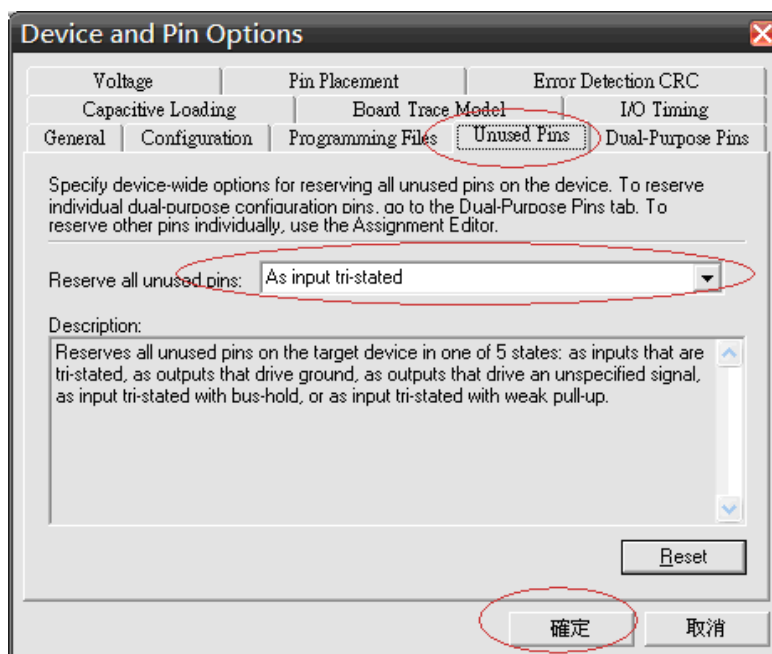 Device and Pin Options
Voltage
Pin Placement
Error Detection CRC
Capacitive Loading
Board Trace Model
I/O Timing
General
Configuration
Programming Files
Unused Pins
Dual-Purpose Pins
Specify device-wide options for reserving all unused pins on the device. To reserve
individual dual-purpose configuration pins, go to the Dual-Purpose Pins tab. To
reserve other pins individually, use the Assignment Editor.
Reserve all unused pins:
As input tri-stated
Description:
Reserves all unused pins on the target device in one of 5 states: as inputs that are
tri-stated, as outputs that drive ground, as outputs that drive an unspecified signal,
as input tri-stated with bus-hold, or as input tri-stated with weak pull-up.
Reset
確定
取消